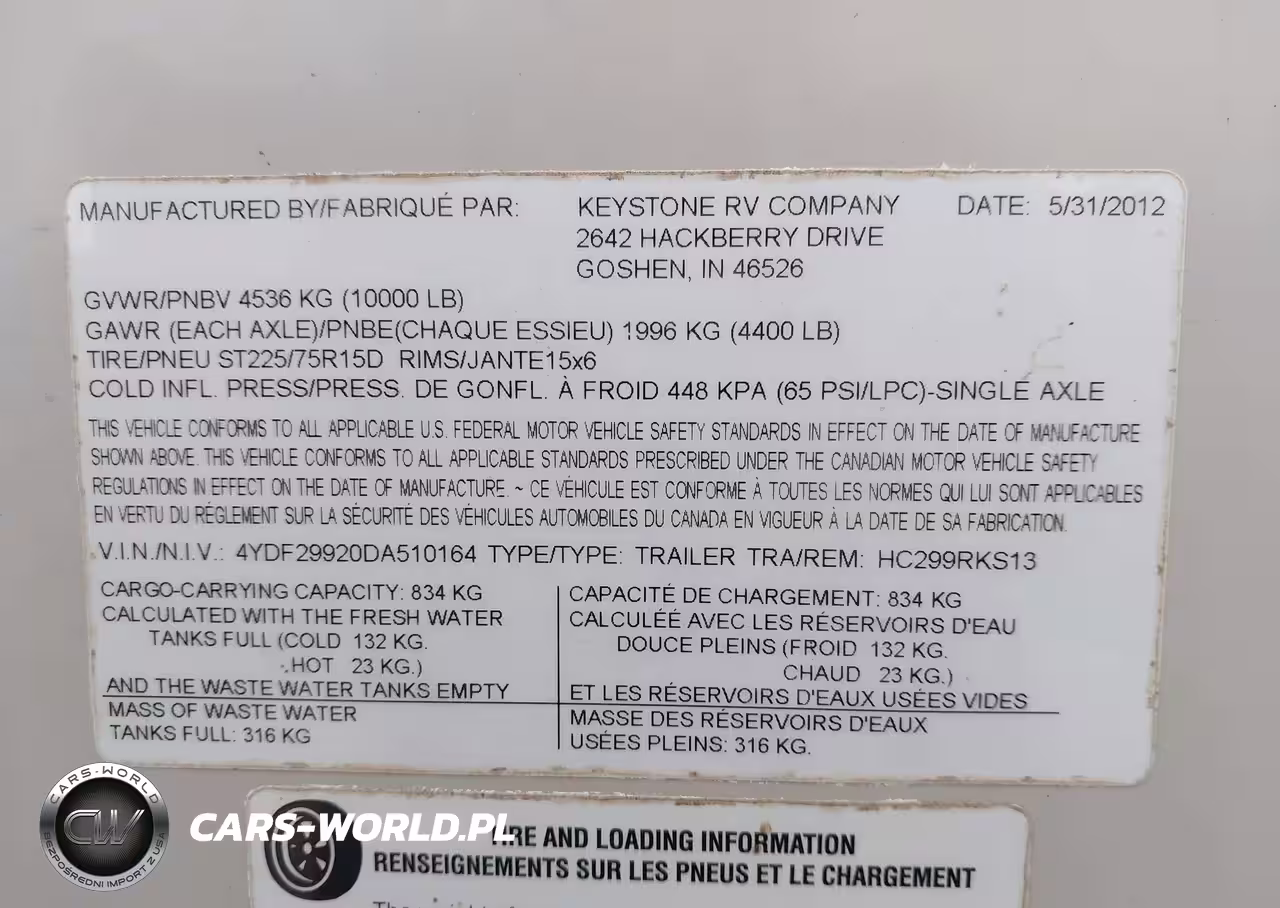 MANUFACTURED BY/FABRIQUÉ PAR: KEYSTONE RV COMPANY DATE: 5/31/2012
2642 HACKBERRY DRIVE
GOSHEN, IN 46526
GVWR/PNBV 4536 KG (10000 LB)
GAWR (EACH AXLE)/PNBE(CHAQUE ESSIEU) 1996 KG (4400 LB)
TIRE/PNEU ST225/75R15D RIMS/JANTE15x6
COLD INFL. PRESS/PRESS. DE GONFL. À FROID 448 KPA (65 PSI/LPC)-SINGLE AXLE
THIS VEHICLE CONFORMS TO ALL APPLICABLE U.S. FEDERAL MOTOR VEHICLE SAFETY STANDARDS IN EFFECT ON THE DATE OF MANUFACTURE
SHOWN ABOVE. THIS VEHICLE CONFORMS TO ALL APPLICABLE STANDARDS PRESCRIBED UNDER THE CANADIAN MOTOR VEHICLE SAFETY
REGULATIONS IN EFFECT ON THE DATE OF MANUFACTURE. ~ CE VÉHICULE EST CONFORME À TOUTES LES NORMES QUI LUI SONT APPLICABLES
EN VERTU DU RÈGLEMENT SUR LA SÉCURITÉ DES VÉHICULES AUTOMOBILES DU CANADA EN VIGUEUR À LA DATE DE SA FABRICATION.
V.I.N./N.I.V.: 4YDF29920DA510164 TYPE/TYPE: TRAILER TRA/REM: HC299RKS13
CARGO-CARRYING CAPACITY: 834 KG
CALCULATED WITH THE FRESH WATER
TANKS FULL (COLD 132 KG.
HOT 23 KG.)
AND THE WASTE WATER TANKS EMPTY
MASS OF WASTE WATER
TANKS FULL: 316 KG
CAPACITÉ DE CHARGEMENT: 834 KG
CALCULÉÉ AVEC LES RÉSERVOIRS D'EAU
DOUCE PLEINS (FROID 132 KG.
CHAUD 23 KG.)
ET LES RÉSERVOIRS D'EAUX USÉES VIDES
MASSE DES RÉSERVOIRS D'EAUX
USÉES PLEINS: 316 KG.
CARS-WORLD
CW
BEZPOŚREDNI IMPORT Z USA
CARS-WORLD.PL
TIRE AND LOADING INFORMATION
RENSEIGNEMENTS SUR LES PNEUS ET LE CHARGEMENT